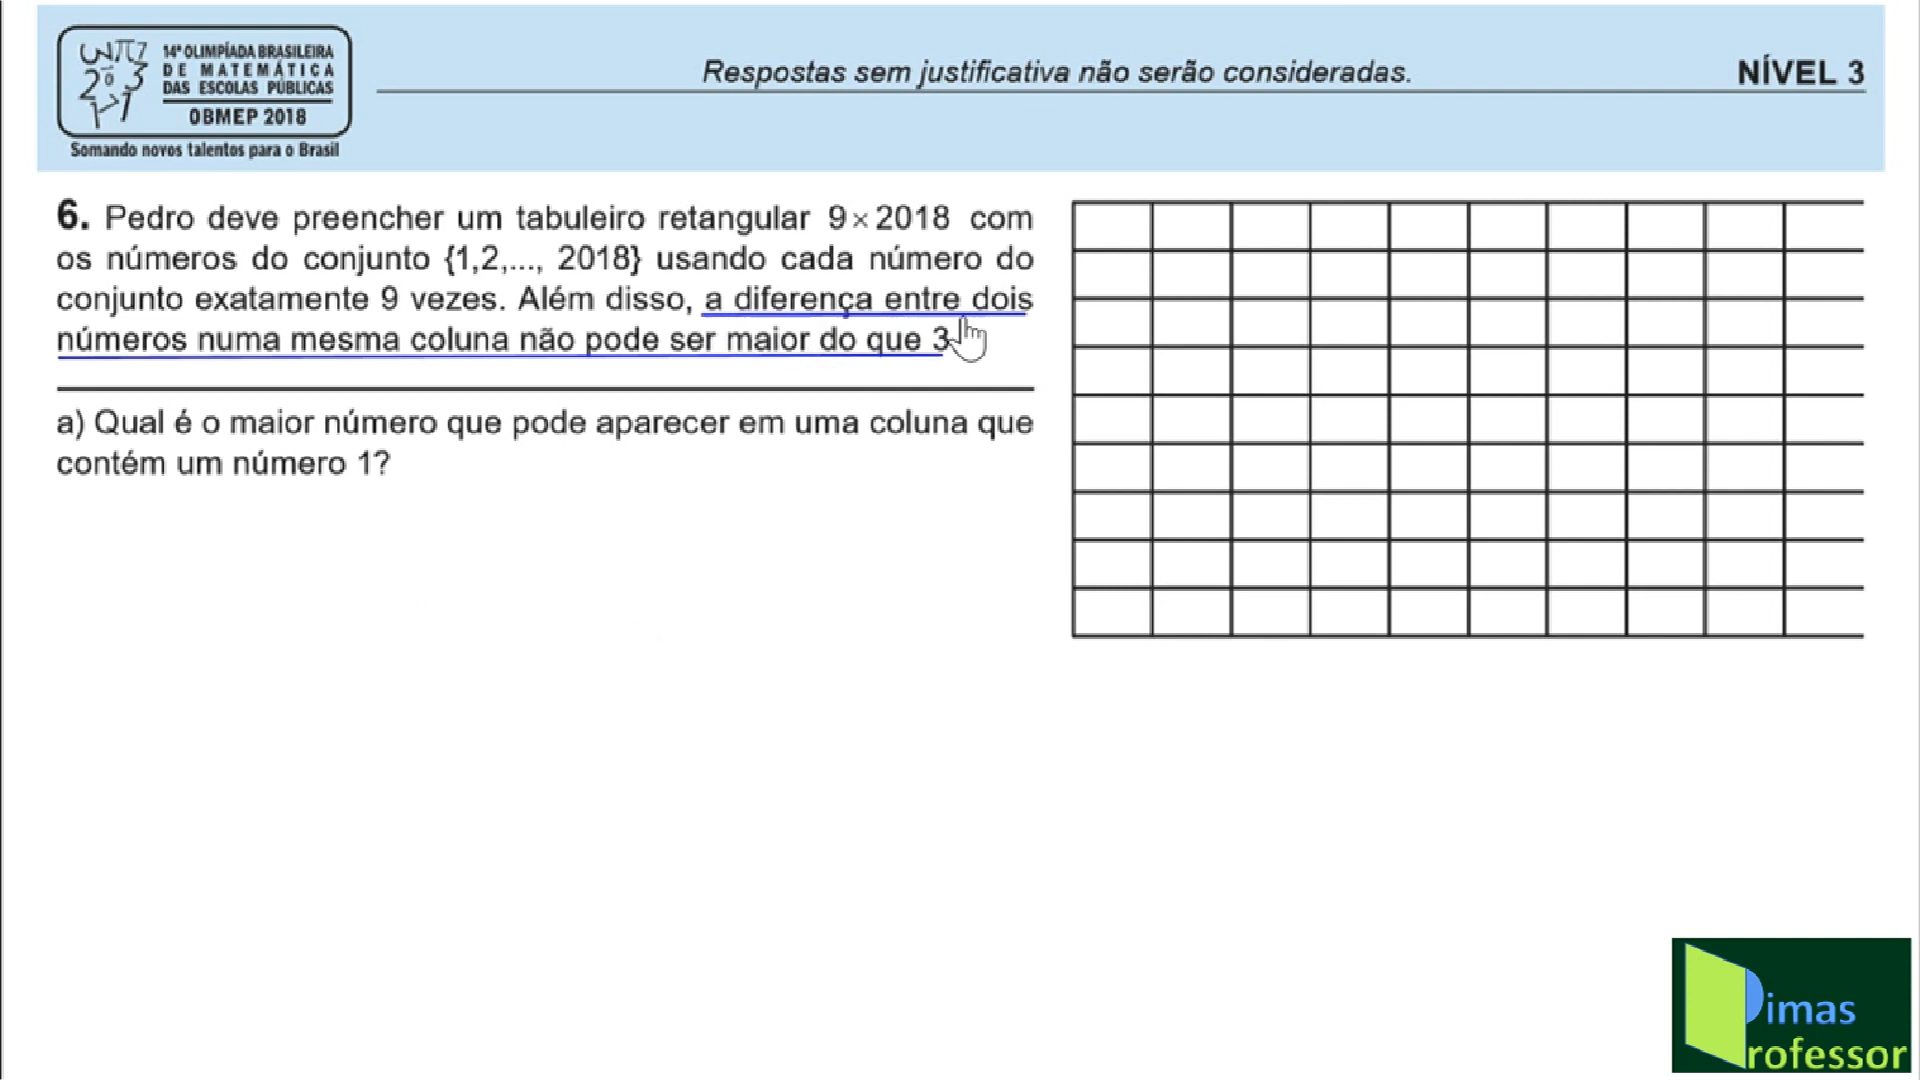 14ª OLIMPÍADA BRASILEIRA
DE MATEMÁTICA
DAS ESCOLAS PÚBLICAS
OBMEP 2018
Somando novos talentos para o Brasil
Respostas sem justificativa não serão consideradas.
NÍVEL 3
6. Pedro deve preencher um tabuleiro retangular 9×2018 com
os números do conjunto {1,2,..., 2018} usando cada número do
conjunto exatamente 9 vezes. Além disso, a diferença entre dois
números numa mesma coluna não pode ser maior do que 3
a) Qual é o maior número que pode aparecer em uma coluna que
contém um número 1?
Dimas
Professor